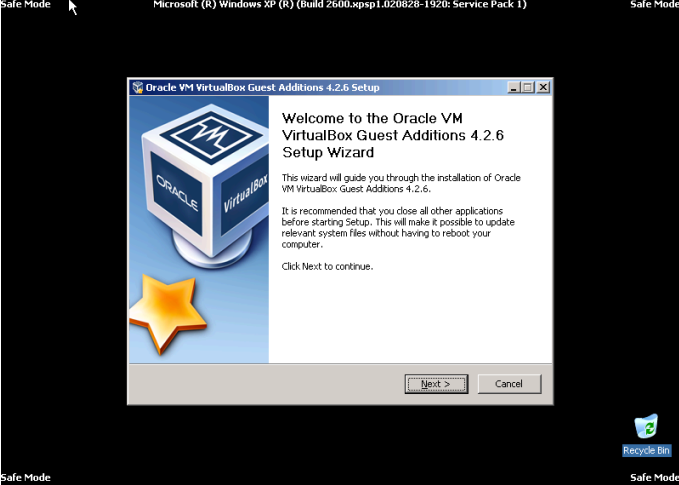 Safe Mode
Microsoft (R) Windows XP (R) (Build 2600.xpsp1.020828-1920: Service Pack 1)
Safe Mode
Oracle VM VirtualBox Guest Additions 4.2.6 Setup
Welcome to the Oracle VM
VirtualBox Guest Additions 4.2.6
Setup Wizard
This wizard will guide you through the installation of Oracle
VM VirtualBox Guest Additions 4.2.6.
It is recommended that you close all other applications
before starting Setup. This will make it possible to update
relevant system files without having to reboot your
computer.
Click Next to continue.
ORACLE
VirtualBox
Next >
Cancel
Recycle Bin
Safe Mode
Safe Mode